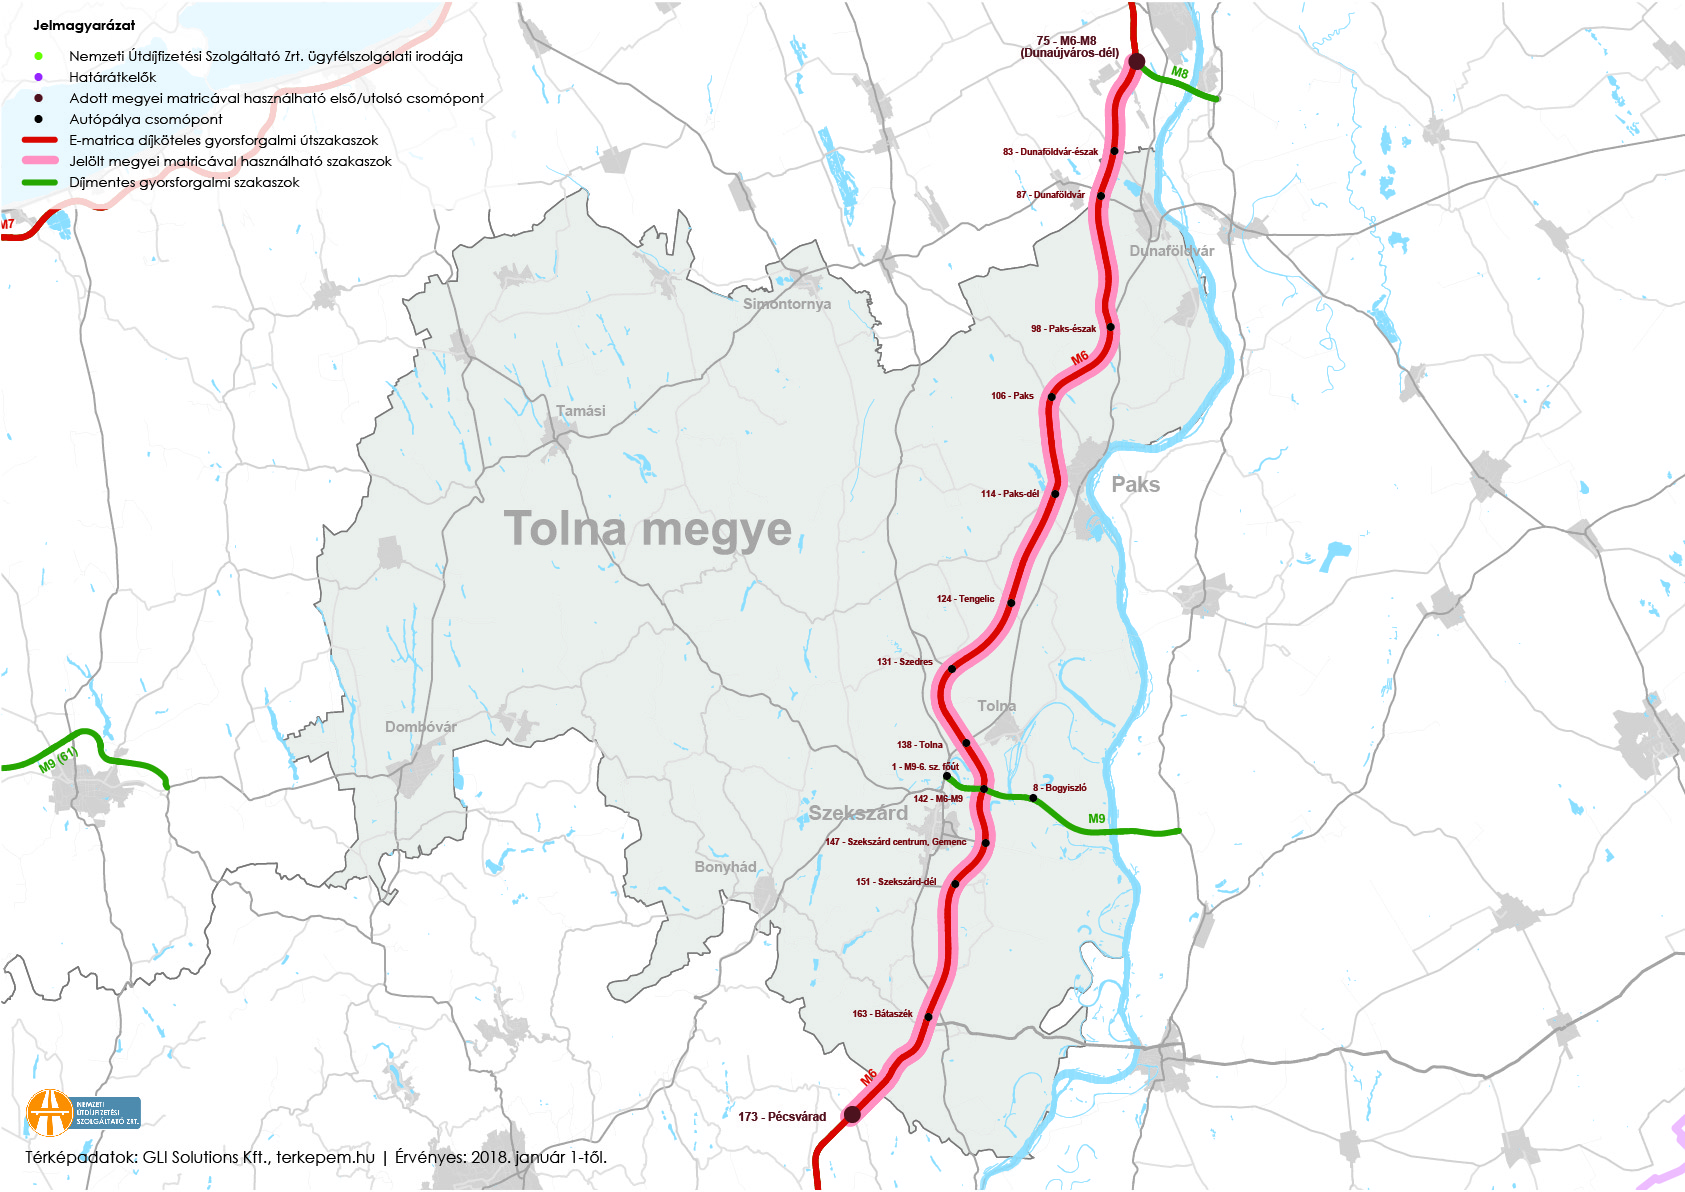 Jelmagyarázat
Nemzeti Útdíjfizetési Szolgáltató Zrt. ügyfélszolgálati irodája
Határátkelők
Adott megyei matricával használható első/utolsó csomópont
Autópálya csomópont
E-matrica díjköteles gyorsforgalmi útszakaszok
Jelölt megyei matricával használható szakaszok
Díjmentes gyorsforgalmi szakaszok
M7
75 - M6-M8
(Dunaújváros-dél)
M8
83 - Dunaföldvár-észak
87 - Dunaföldvár
Dunaföldvár
Simontornya
98 - Paks-észak
M6
106 - Paks
Tamási
Paks
114 - Paks-dél
Tolna megye
124 - Tengelic
131 - Szedres
Tolna
Dombóvár
138 - Tolna
M9 (61)
1 - M9-6. sz. főút
8 - Bogyiszló
142 - M6-M9
Szekszárd
M9
147 - Szekszárd centrum, Gemenc
Bonyhád
151 - Szekszárd-dél
163 - Bátaszék
M6
173 - Pécsvárad
NEMZETI
ÚTDÍJFIZETÉSI
SZOLGÁLTATÓ ZRT.
Térképadatok: GLI Solutions Kft., terkepem.hu | Érvényes: 2018. január 1-től.